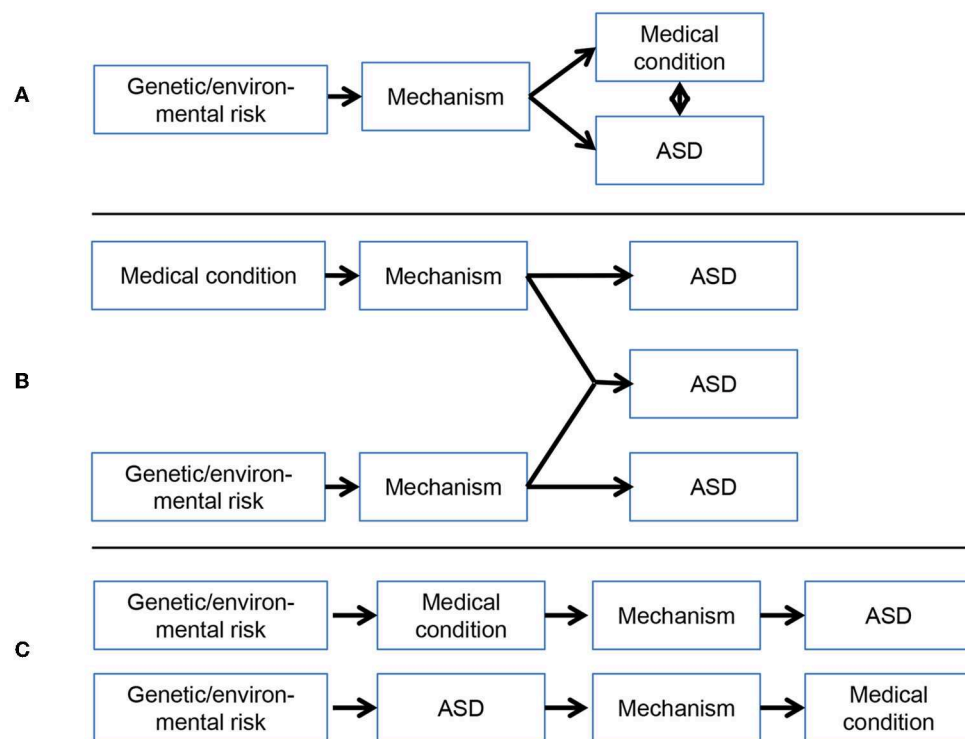 A
Genetic/environ-
mental risk
Mechanism
Medical
condition
ASD
B
Medical condition
Mechanism
ASD
ASD
Genetic/environ-
mental risk
Mechanism
ASD
C
Genetic/environ-
mental risk
Medical
condition
Mechanism
ASD
Genetic/environ-
mental risk
ASD
Mechanism
Medical
condition